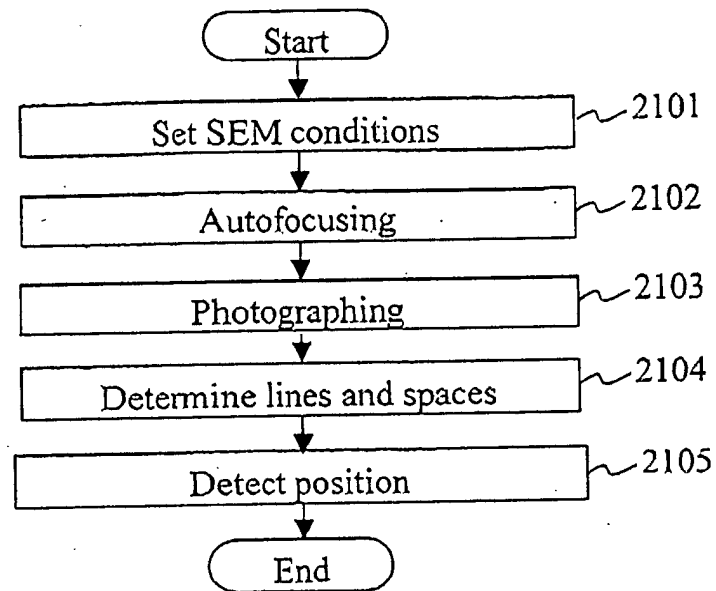 Start
Set SEM conditions
2101
Autofocusing
2102
Photographing
2103
Determine lines and spaces
2104
Detect position
2105
End